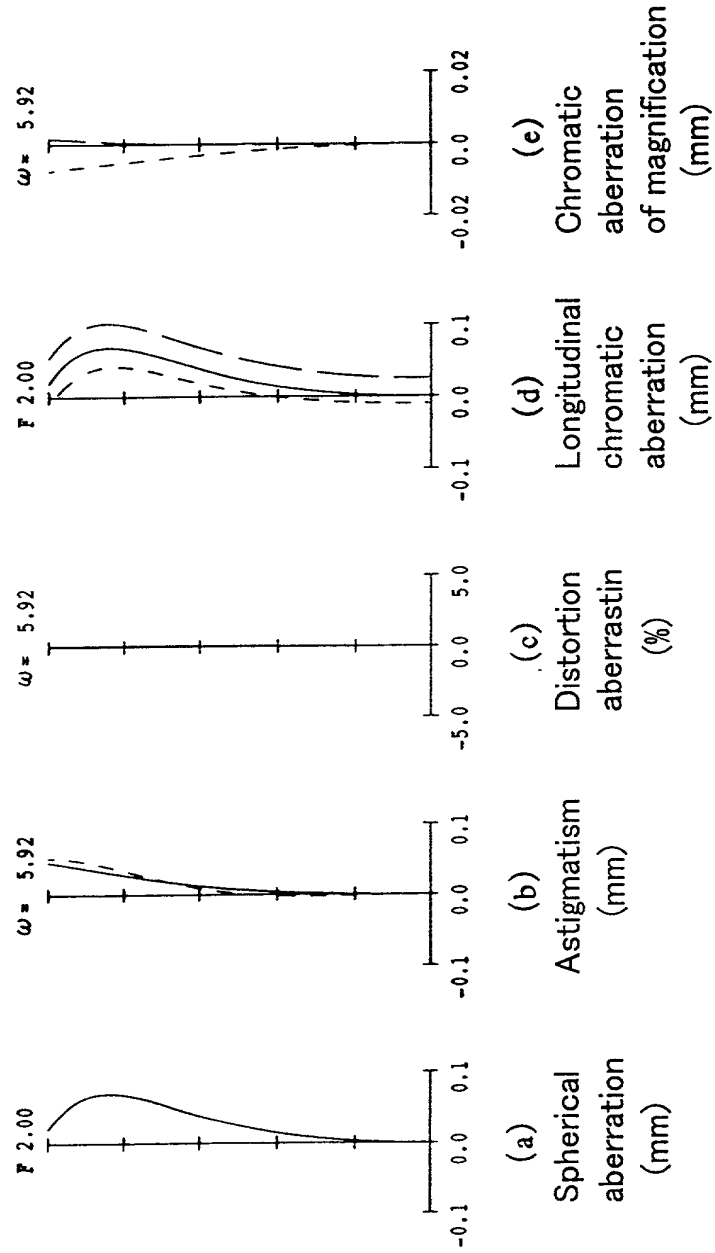 F 2.00
-0.1 0.0 0.1
(a)
Spherical
aberration
(mm)
ω= 5.92
-0.1 0.0 0.1
(b)
Astigmatism
(mm)
ω= 5.92
-5.0 0.0 5.0
(c)
Distortion
aberrastin
(%)
F 2.00
-0.1 0.0 0.1
(d)
Longitudinal
chromatic
aberration
(mm)
ω= 5.92
-0.02 0.0 0.02
(e)
Chromatic
aberration
of magnification
(mm)